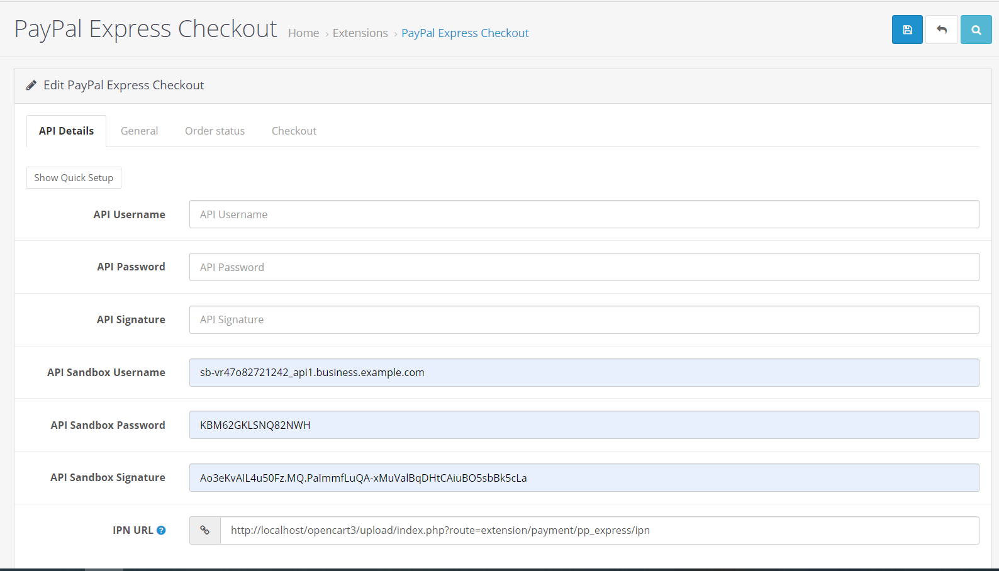 PayPal Express Checkout Home › Extensions › PayPal Express Checkout
Edit PayPal Express Checkout
API Details General Order status Checkout
Show Quick Setup
API Username API Username
API Password API Password
API Signature API Signature
API Sandbox Username sb-vr47o82721242_api1.business.example.com
API Sandbox Password KBM62GKLSNQ82NWH
API Sandbox Signature Ao3eKvAIL4u50Fz.MQ.PaImmfLuQA-xMuValBqDHtCAiuBO5sbBk5cLa
IPN URL ? http://localhost/opencart3/upload/index.php?route=extension/payment/pp_express/ipn